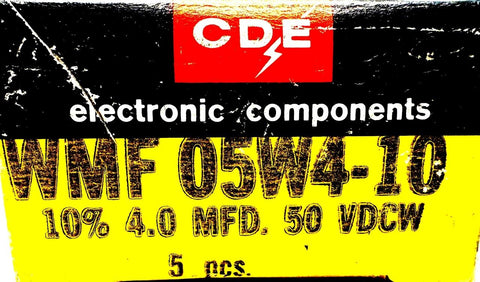 CDE
electronic components
WMF 05W4-10
10% 4.0 MFD. 50 VDCW
5 pcs.